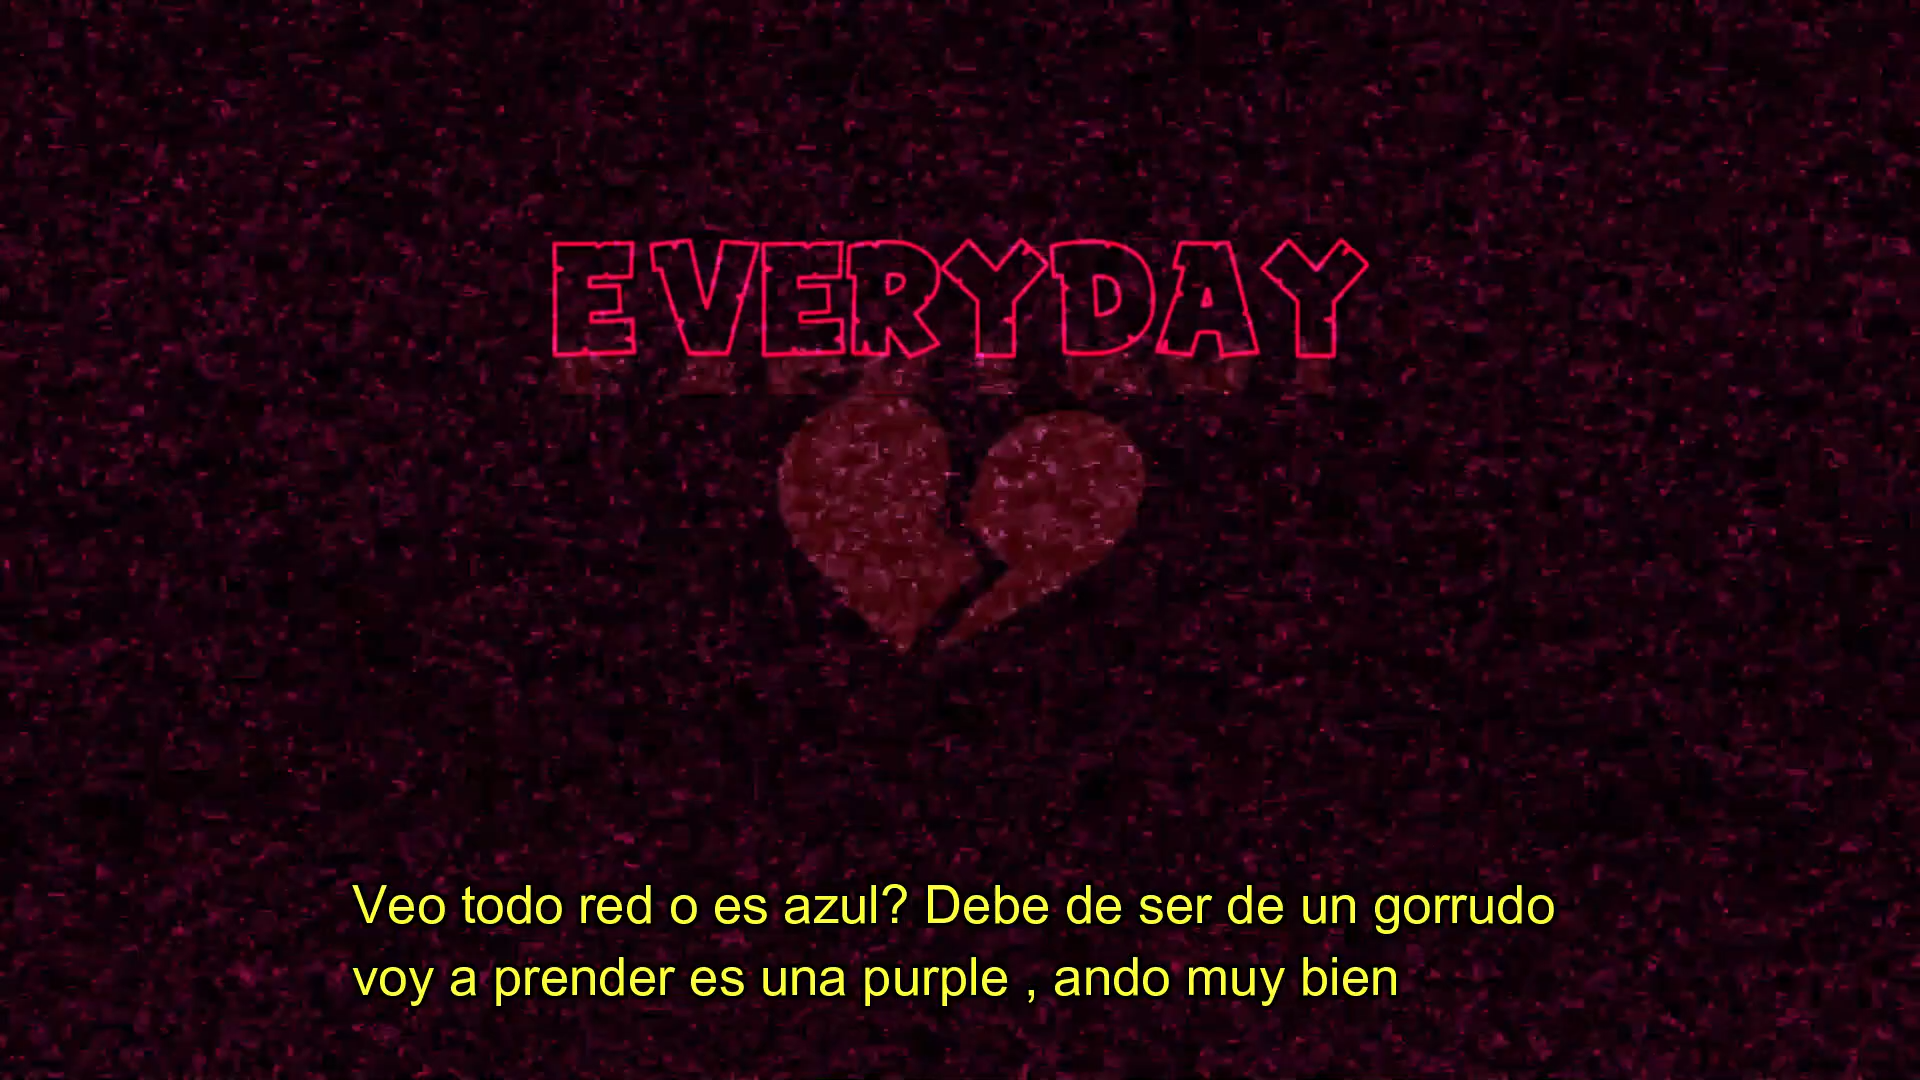 EVERYDAY
Veo todo red o es azul? Debe de ser de un gorrudo
voy a prender es una purple , ando muy bien